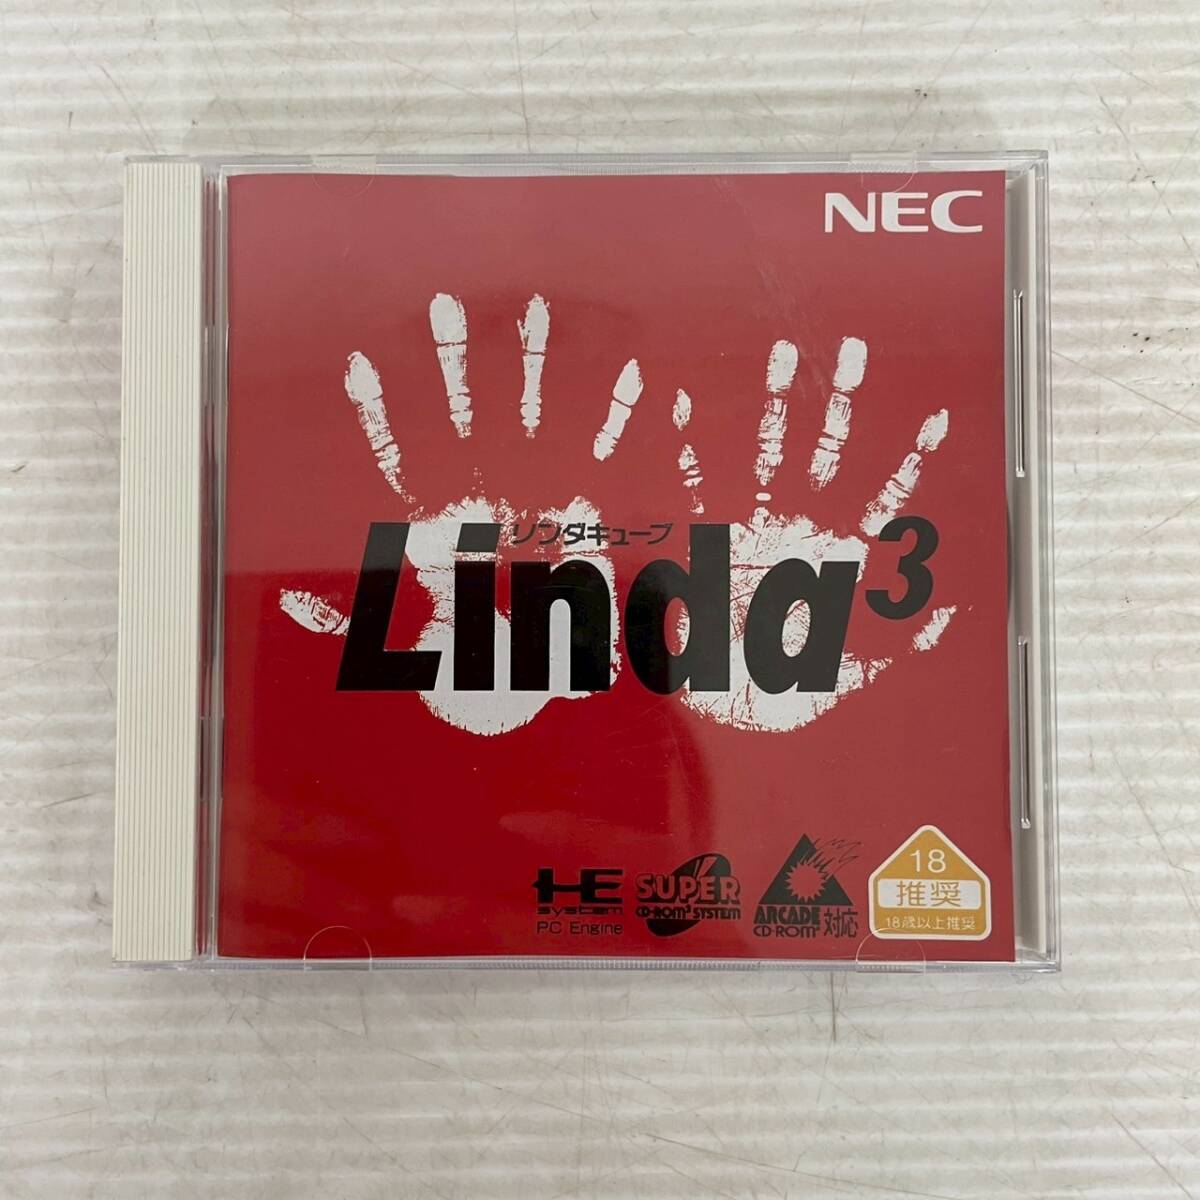 NEC
リンダキューブ
Linda³
HE
system
PC Engine
SUPER
CD-ROM² SYSTEM
ARCADE
CD-ROM²
対応
18
推奨
18歳以上推奨